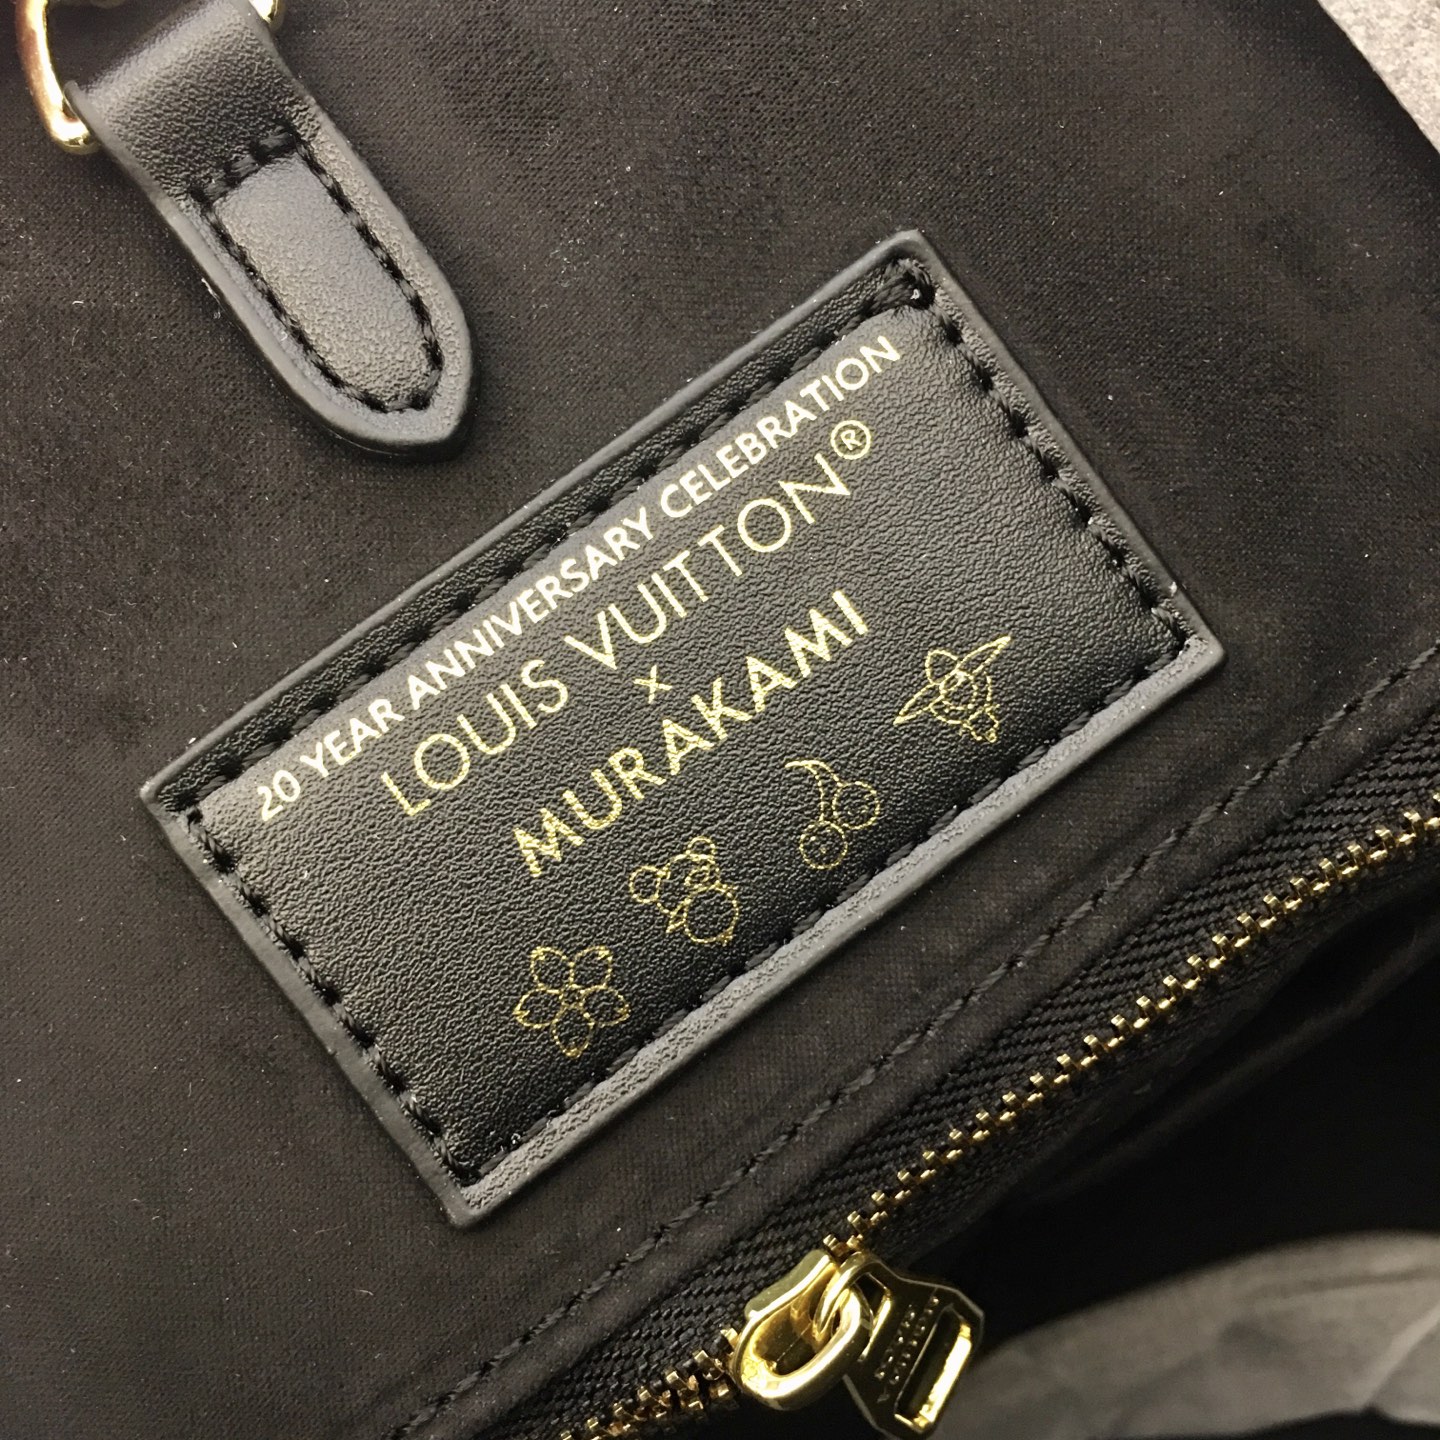 20 YEAR ANNIVERSARY CELEBRATION
LOUIS VUITTON®
×
MURAKAMI